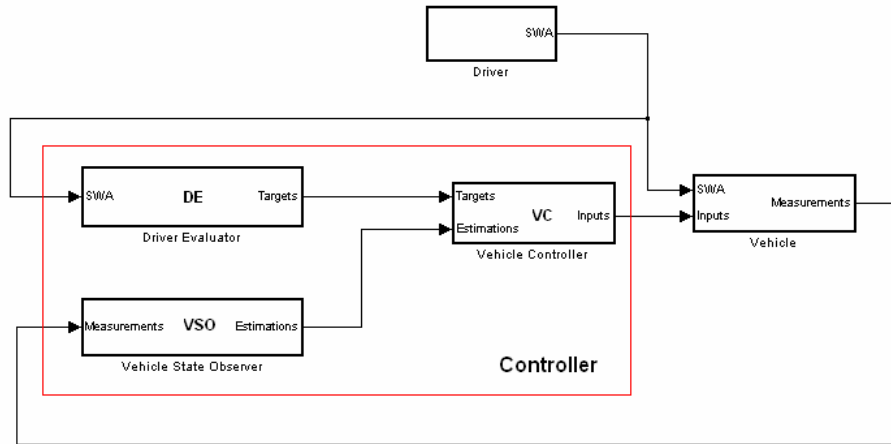 SWA
Driver
SWA DE Targets
Driver Evaluator
Targets
Estimations VC Inputs
Vehicle Controller
SWA
Inputs Measurements
Vehicle
Measurements VSO Estimations
Vehicle State Observer
Controller